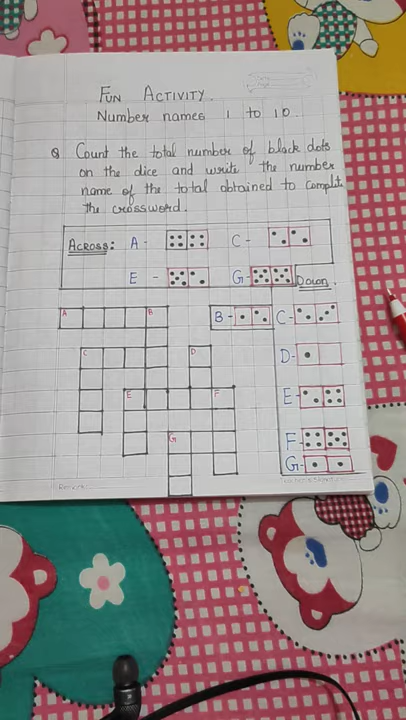 FUN ACTIVITY.
Number names 1 to 10.
Q Count the total number of black dots
on the dice and write the number
name of the total obtained to complete
the crossword.
ACROSS: A - C -
E - G-
Down.
B - C-
D-
E-
F-
G-
A B
C D
E F
G